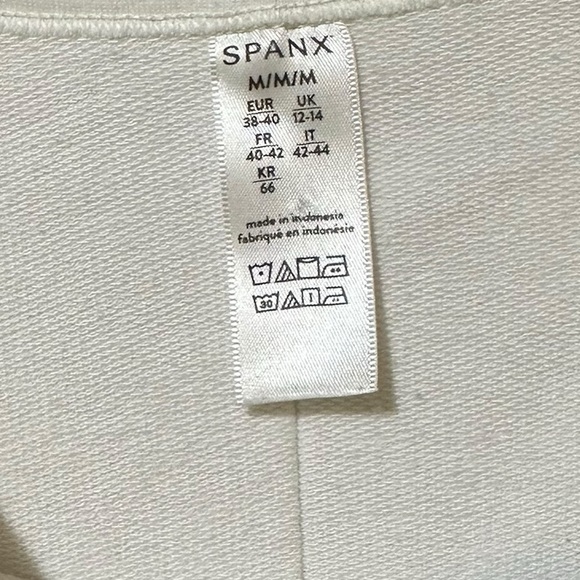 SPANX
M/M/M
EUR UK
38-40 12-14
FR IT
40-42 42-44
KR
66
made in indonesia
fabriqué en indonésie
30